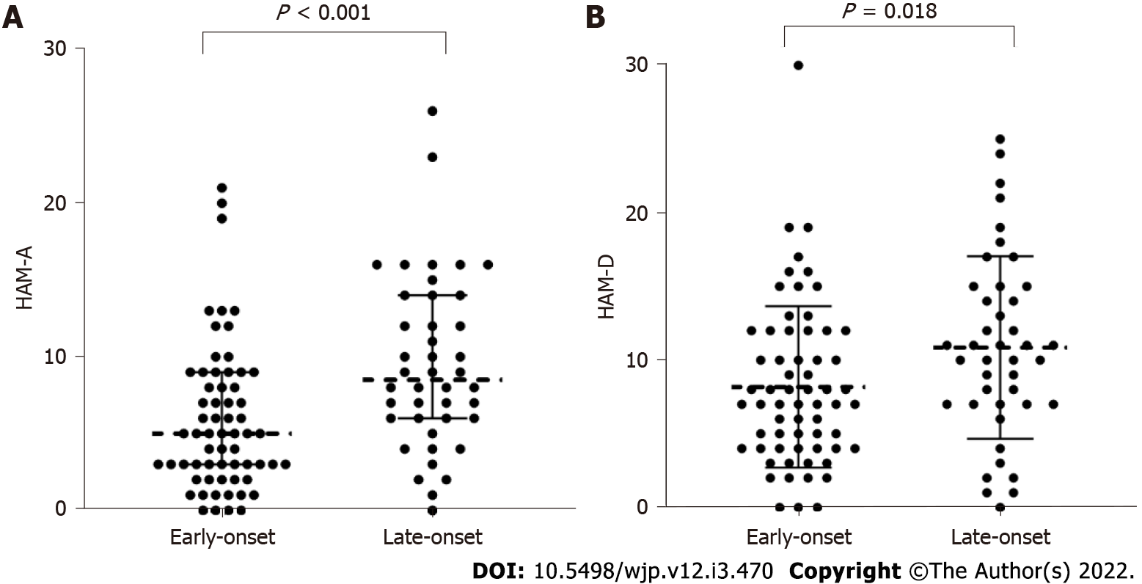 A
P < 0.001
30
20
10
0
HAM-A
Early-onset
Late-onset
B
P = 0.018
30
20
10
0
HAM-D
Early-onset
Late-onset
DOI: 10.5498/wjp.v12.i3.470 Copyright ©The Author(s) 2022.